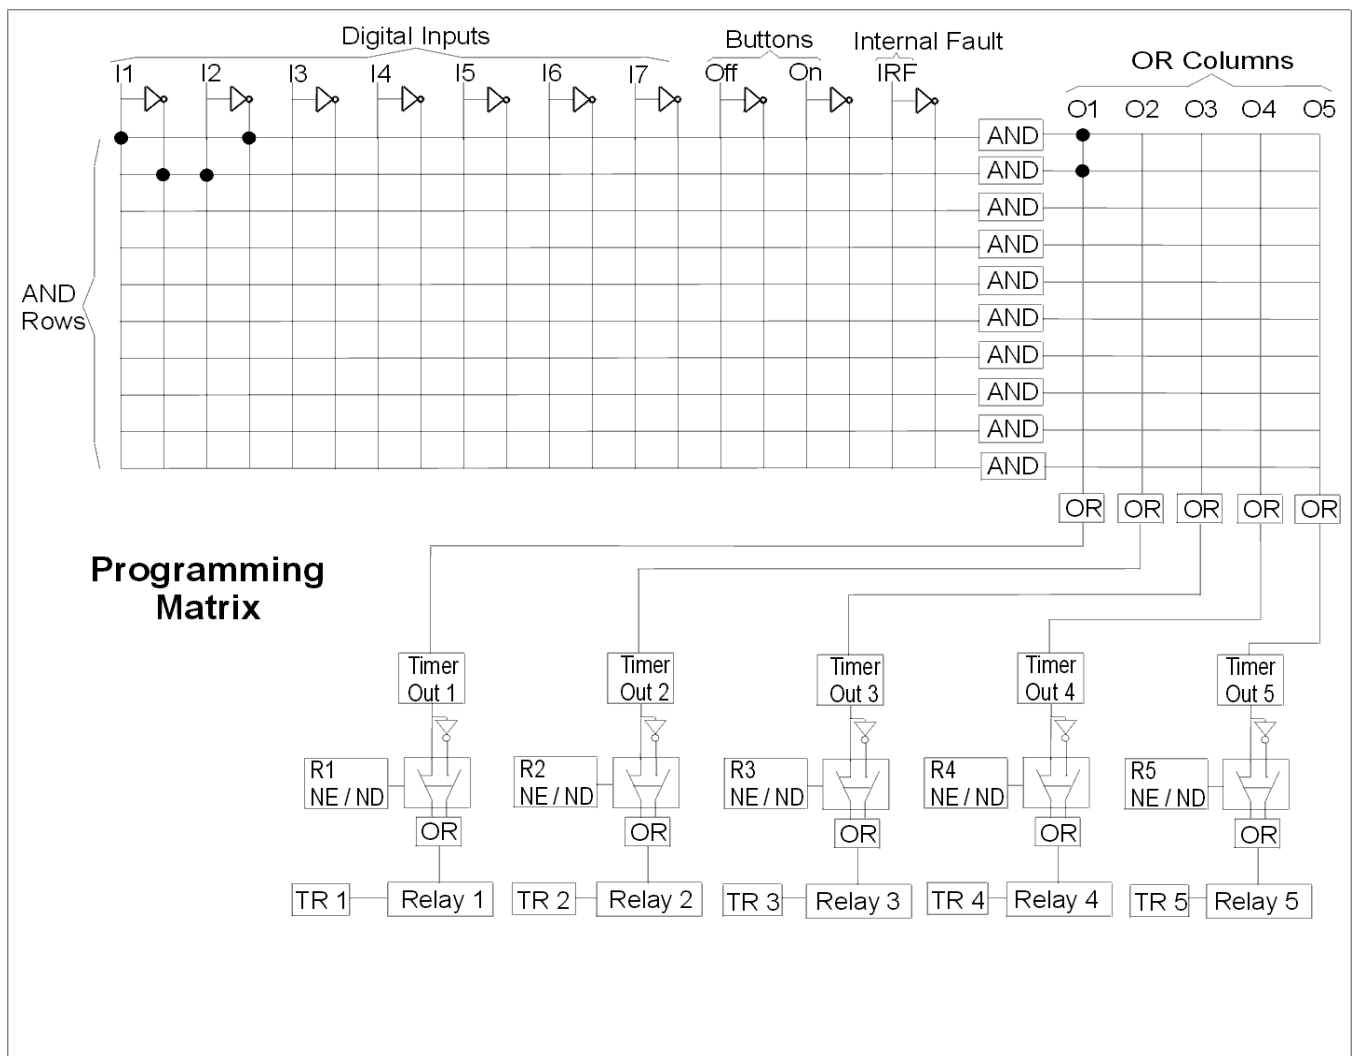 Digital Inputs
Buttons
Internal Fault
OR Columns
I1 I2 I3 I4 I5 I6 I7 Off On IRF
O1 O2 O3 O4 O5
AND
AND
AND
AND
AND
AND
AND
AND
AND
AND
AND
Rows
OR OR OR OR OR
Programming
Matrix
Timer
Out 1
Timer
Out 2
Timer
Out 3
Timer
Out 4
Timer
Out 5
R1
NE / ND
R2
NE / ND
R3
NE / ND
R4
NE / ND
R5
NE / ND
OR OR OR OR OR
TR 1 Relay 1 TR 2 Relay 2 TR 3 Relay 3 TR 4 Relay 4 TR 5 Relay 5